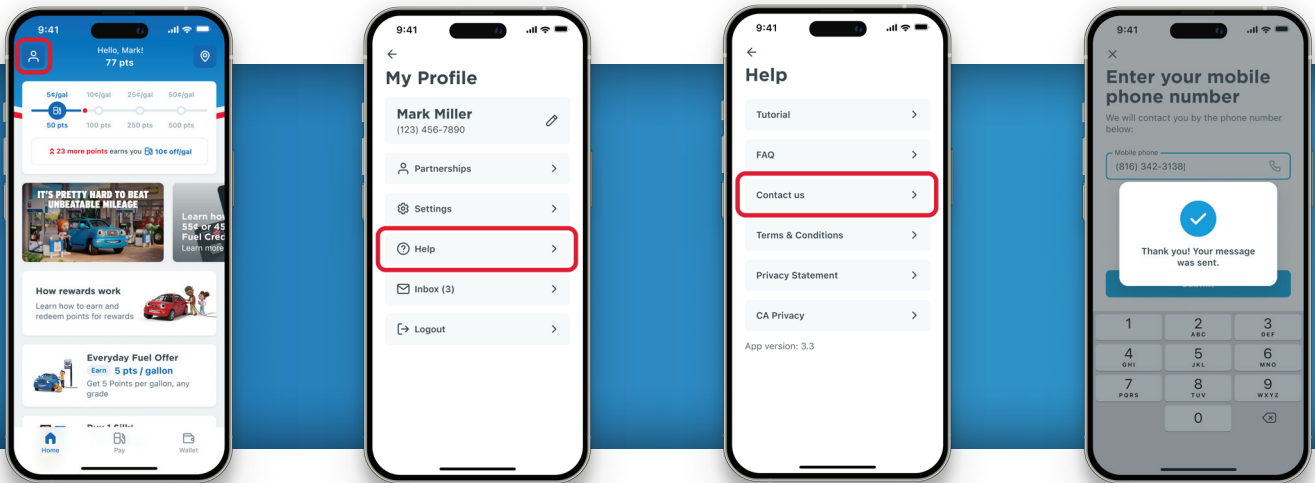 9:41
Hello, Mark!
77 pts
5¢/gal 10¢/gal 25¢/gal 50¢/gal
50 pts 100 pts 250 pts 500 pts
23 more points earns you 10¢ off/gal
IT'S PRETTY HARD TO BEAT
UNBEATABLE MILEAGE
Learn how
55¢ or 45
Fuel Cred
Learn more
How rewards work
Learn how to earn and
redeem points for rewards
Everyday Fuel Offer
Earn 5 pts / gallon
Get 5 Points per gallon, any
grade
Home Pay Wallet
9:41
My Profile
Mark Miller
(123) 456-7890
Partnerships
Settings
Help
Inbox (3)
Logout
9:41
Help
Tutorial
FAQ
Contact us
Terms & Conditions
Privacy Statement
CA Privacy
App version: 3.3
9:41
Enter your mobile
phone number
We will contact you by the phone number
below:
Mobile phone
(816) 342-3138
Thank you! Your message
was sent.
1 2 3
ABC DEF
4 5 6
GHI JKL MNO
7 8 9
PQRS TUV WXYZ
0